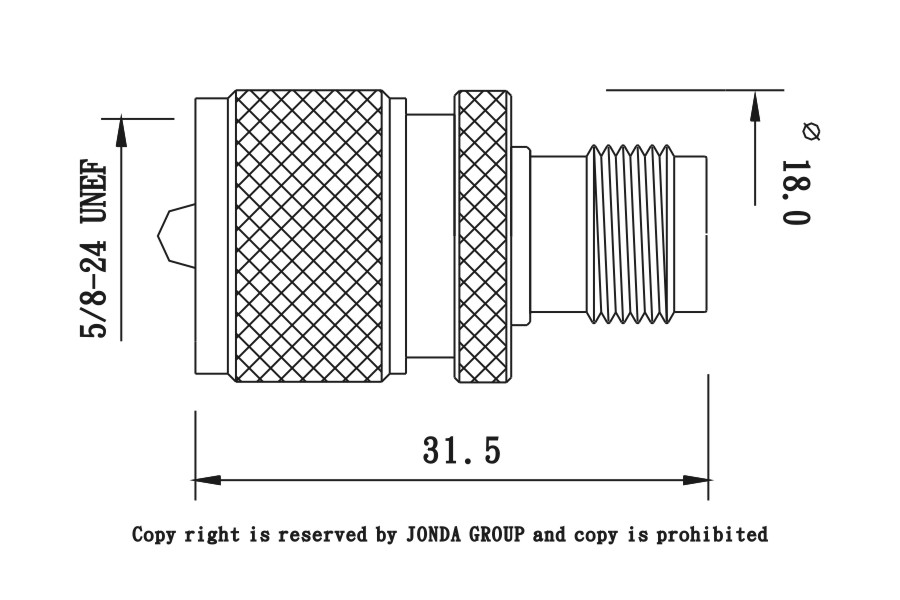 5/8-24 UNEF
⌀ 18.0
31.5
Copy right is reserved by JONDA GROUP and copy is prohibited